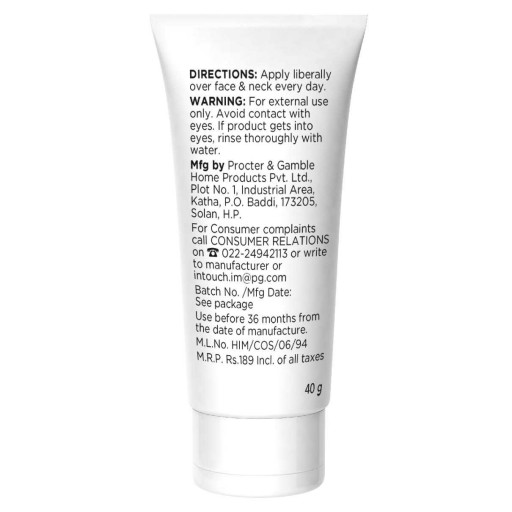 DIRECTIONS: Apply liberally
over face & neck every day.
WARNING: For external use
only. Avoid contact with
eyes. If product gets into
eyes, rinse thoroughly with
water.
Mfg by Procter & Gamble
Home Products Pvt. Ltd.,
Plot No. 1, Industrial Area,
Katha, P.O. Baddi, 173205,
Solan, H.P.
For Consumer complaints
call CONSUMER RELATIONS
on ☎ 022-24942113 or write
to manufacturer or
intouch.im@pg.com
Batch No. /Mfg Date:
See package
Use before 36 months from
the date of manufacture.
M.L.No. HIM/COS/06/94
M.R.P. Rs.189 Incl. of all taxes
40 g